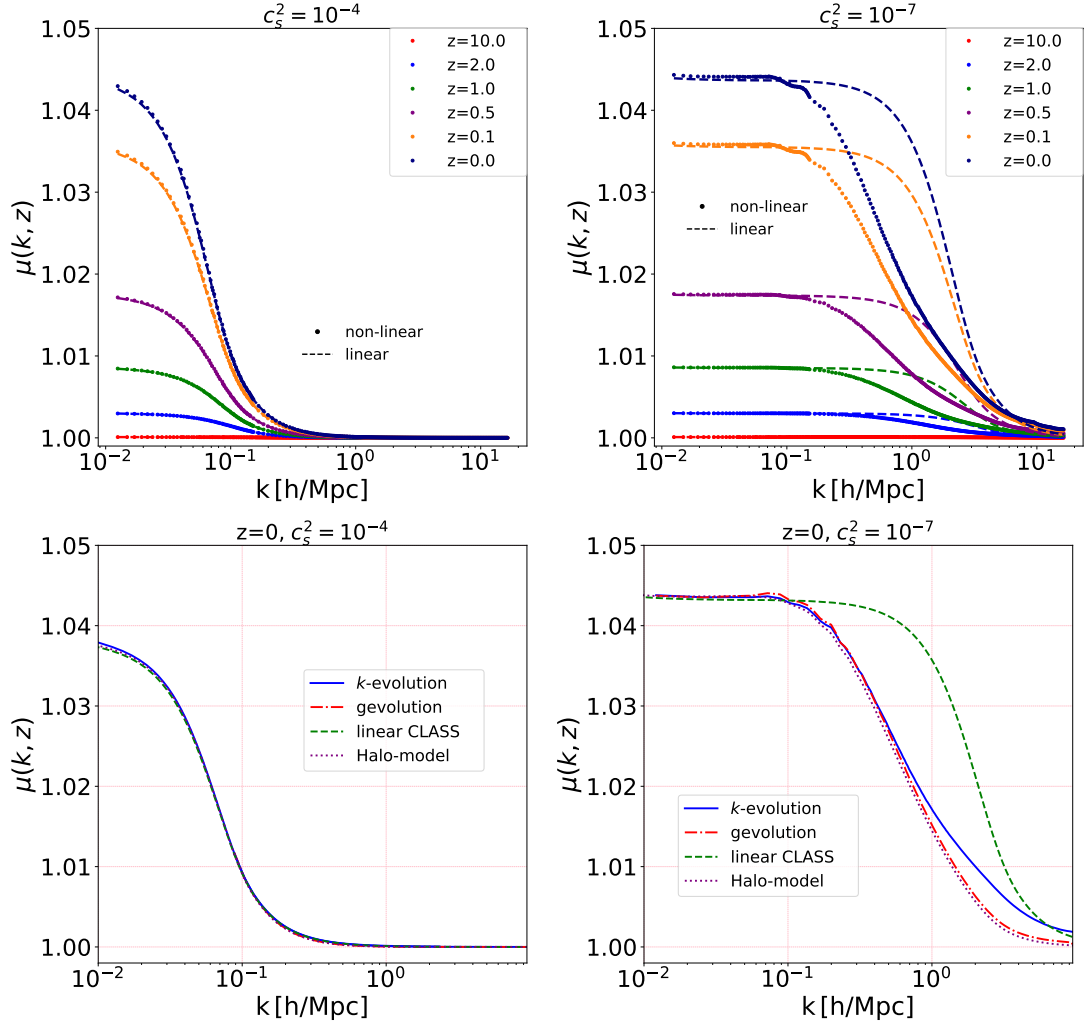 c_s^2 = 10^{-4}
1.05
1.04
1.03
1.02
1.01
1.00
μ(k, z)
z=10.0
z=2.0
z=1.0
z=0.5
z=0.1
z=0.0
non-linear
linear
10^{-2}
10^{-1}
10^{0}
10^{1}
k [h/Mpc]
c_s^2 = 10^{-7}
1.05
1.04
1.03
1.02
1.01
1.00
μ(k, z)
z=10.0
z=2.0
z=1.0
z=0.5
z=0.1
z=0.0
non-linear
linear
10^{-2}
10^{-1}
10^{0}
10^{1}
k [h/Mpc]
z=0, c_s^2 = 10^{-4}
1.05
1.04
1.03
1.02
1.01
1.00
μ(k, z)
k-evolution
gevolution
linear CLASS
Halo-model
10^{-2}
10^{-1}
10^{0}
k [h/Mpc]
z=0, c_s^2 = 10^{-7}
1.05
1.04
1.03
1.02
1.01
1.00
μ(k, z)
k-evolution
gevolution
linear CLASS
Halo-model
10^{-2}
10^{-1}
10^{0}
k [h/Mpc]